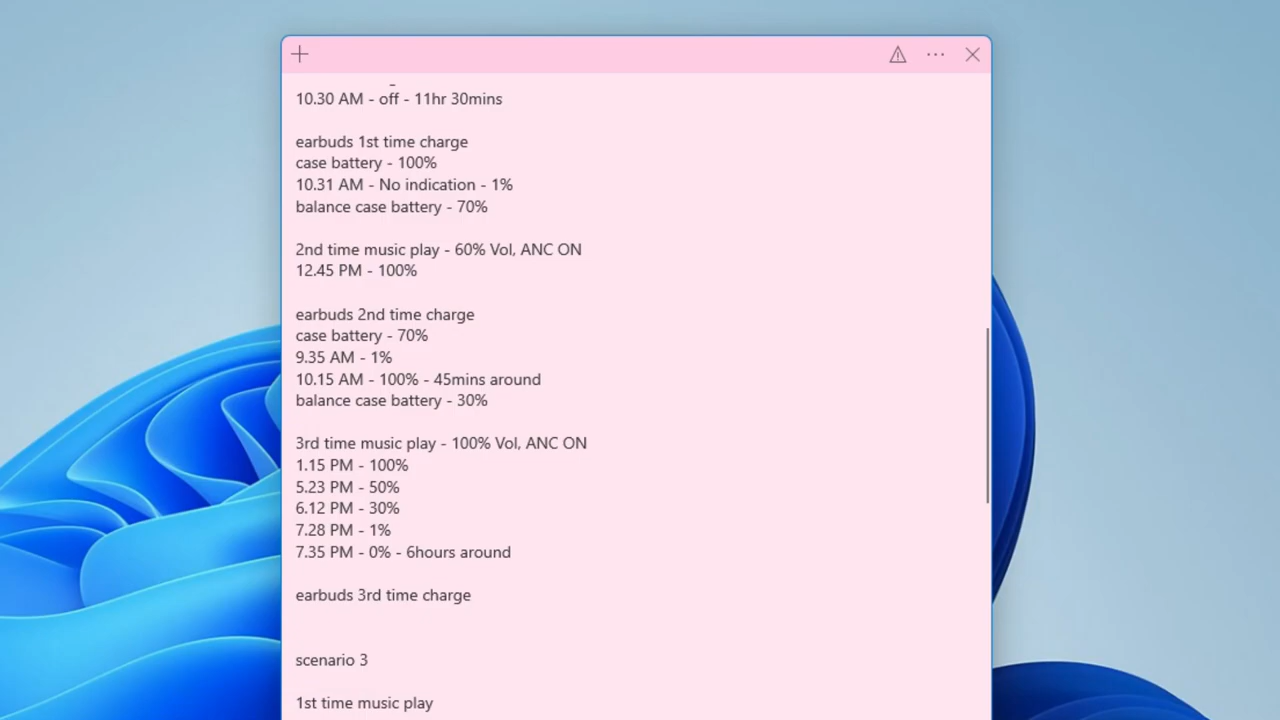 10.30 AM - off - 11hr 30mins
earbuds 1st time charge
case battery - 100%
10.31 AM - No indication - 1%
balance case battery - 70%
2nd time music play - 60% Vol, ANC ON
12.45 PM - 100%
earbuds 2nd time charge
case battery - 70%
9.35 AM - 1%
10.15 AM - 100% - 45mins around
balance case battery - 30%
3rd time music play - 100% Vol, ANC ON
1.15 PM - 100%
5.23 PM - 50%
6.12 PM - 30%
7.28 PM - 1%
7.35 PM - 0% - 6hours around
earbuds 3rd time charge
scenario 3
1st time music play